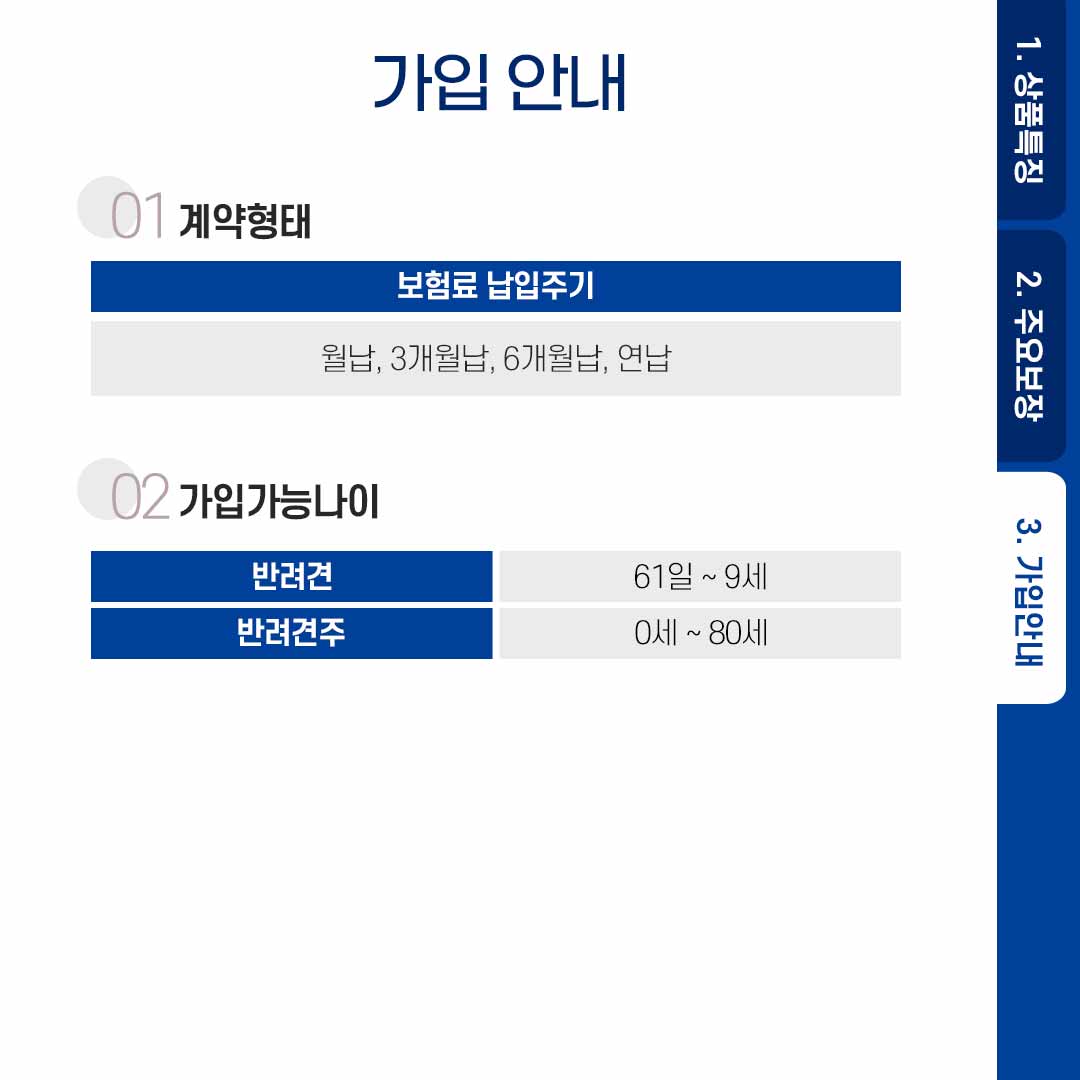 가입 안내
01 계약형태
보험료 납입주기
월납, 3개월납, 6개월납, 연납
02 가입가능나이
반려견 61일 ~ 9세
반려견주 0세 ~ 80세
1. 상품특징
2. 주요보장
3. 가입안내